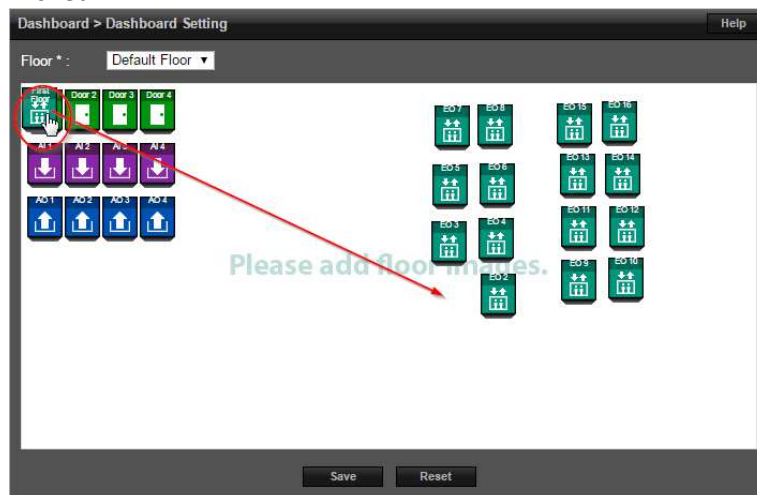 Dashboard > Dashboard Setting Help
Floor * : Default Floor ▼
First Floor Door 2 Door 3 Door 4
AI 1 AI 2 AI 3 AI 4
AO 1 AO 2 AO 3 AO 4
EO 7 EO 8 EO 15 EO 16
EO 5 EO 6 EO 13 EO 14
EO 3 EO 4 EO 11 EO 12
EO 2 EO 9 EO 10
Please add floor images.
Save Reset